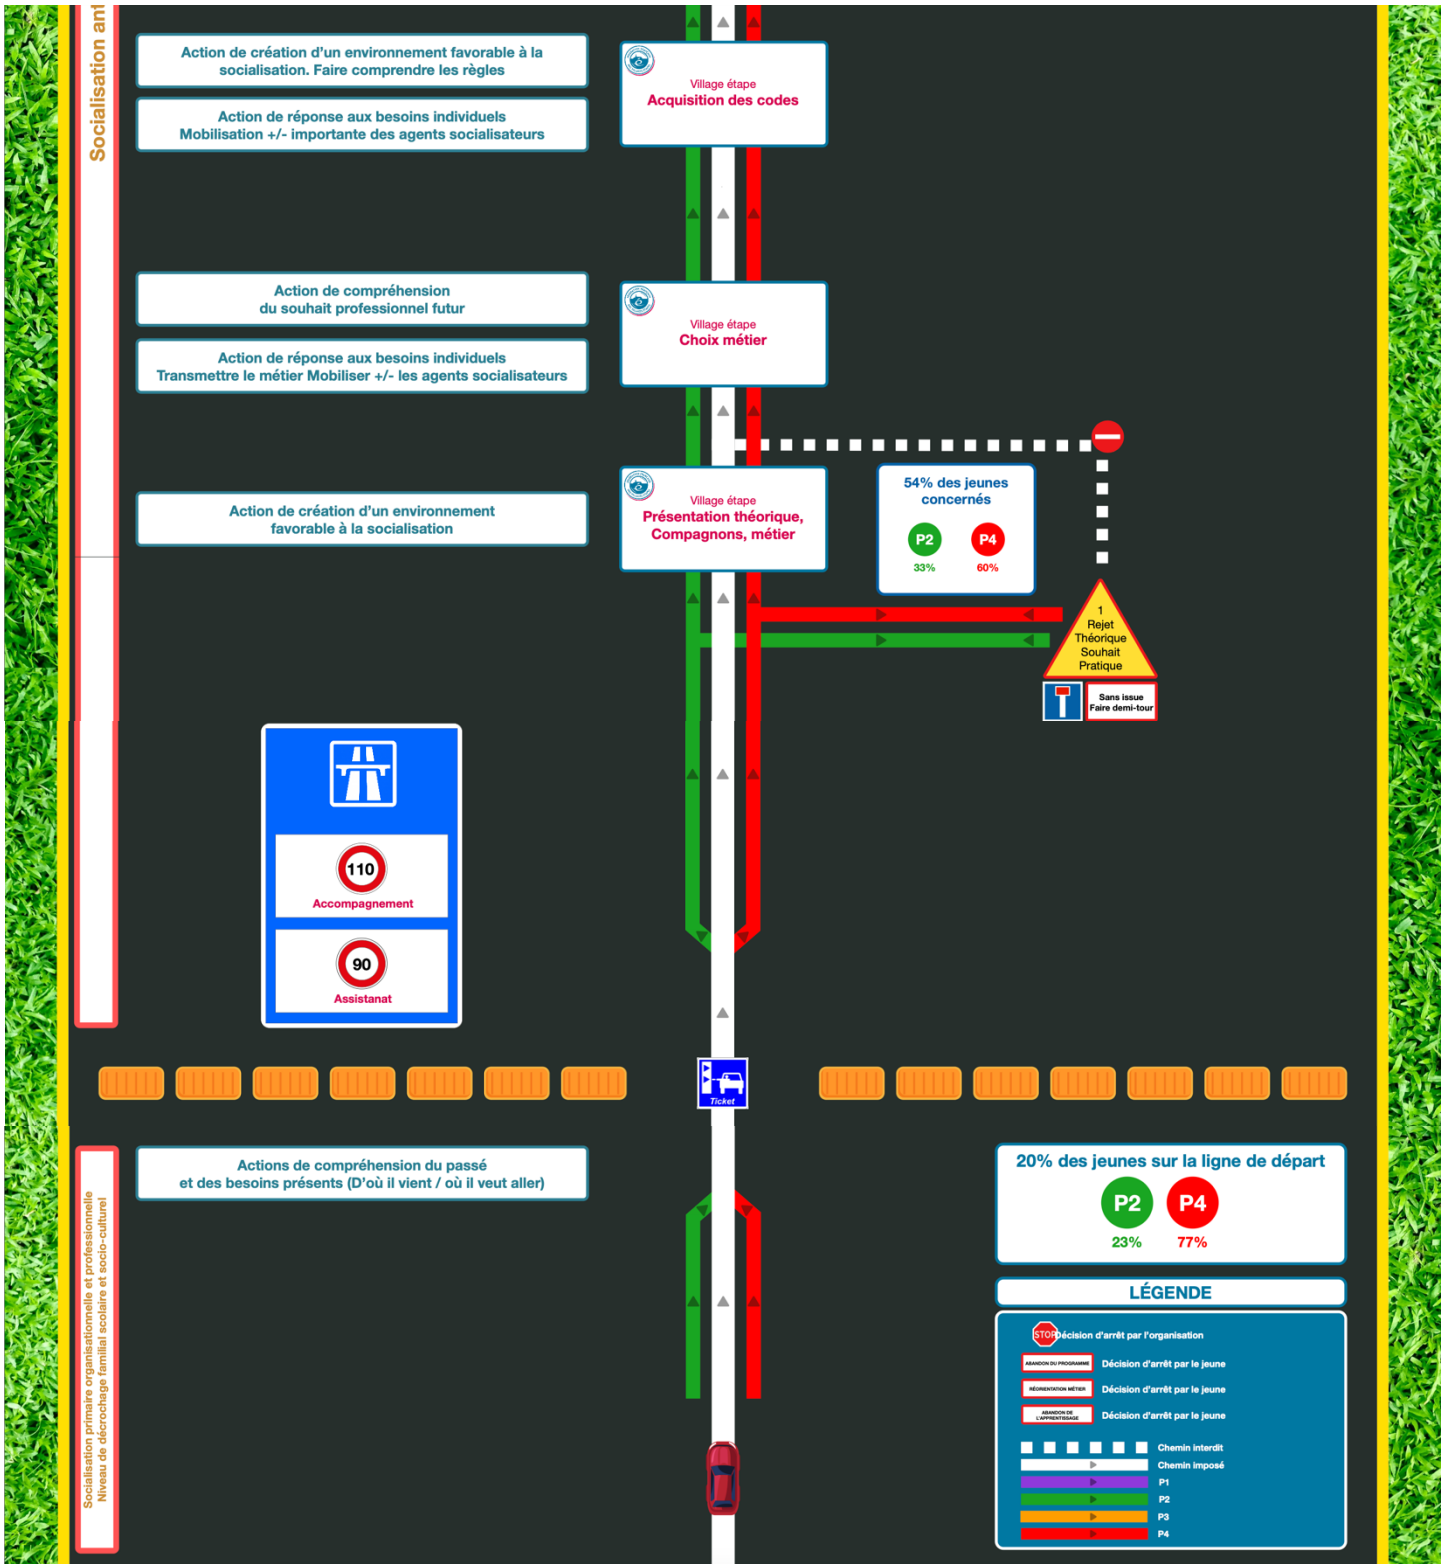 Socialisation ant
Action de création d'un environnement favorable à la
socialisation. Faire comprendre les règles
Action de réponse aux besoins individuels
Mobilisation +/- importante des agents socialisateurs
Village étape
Acquisition des codes
Action de compréhension
du souhait professionnel futur
Action de réponse aux besoins individuels
Transmettre le métier Mobiliser +/- les agents socialisateurs
Village étape
Choix métier
Action de création d'un environnement
favorable à la socialisation
Village étape
Présentation théorique,
Compagnons, métier
54% des jeunes
concernés
P2
P4
33%
60%
1
Rejet
Théorique
Souhait
Pratique
Sans issue
Faire demi-tour
110
Accompagnement
90
Assistanat
Ticket
Socialisation primaire organisationnelle et professionnelle
Niveau de décrochage familial scolaire et socio-culturel
Actions de compréhension du passé
et des besoins présents (D'où il vient / où il veut aller)
20% des jeunes sur la ligne de départ
P2
P4
23%
77%
LÉGENDE
STOP
Décision d'arrêt par l'organisation
ABANDON DU PROGRAMME
Décision d'arrêt par le jeune
RÉORIENTATION MÉTIER
Décision d'arrêt par le jeune
ABANDON DE
L'APPRENTISSAGE
Décision d'arrêt par le jeune
Chemin interdit
Chemin imposé
P1
P2
P3
P4